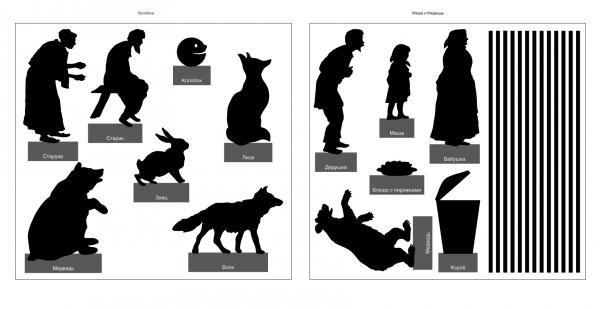 Колобок
Маша и Медведь
Колобок
Старуха
Старик
Лиса
Заяц
Медведь
Волк
Маша
Дедушка
Бабушка
Блюдо с пирожками
Медведь
Короб